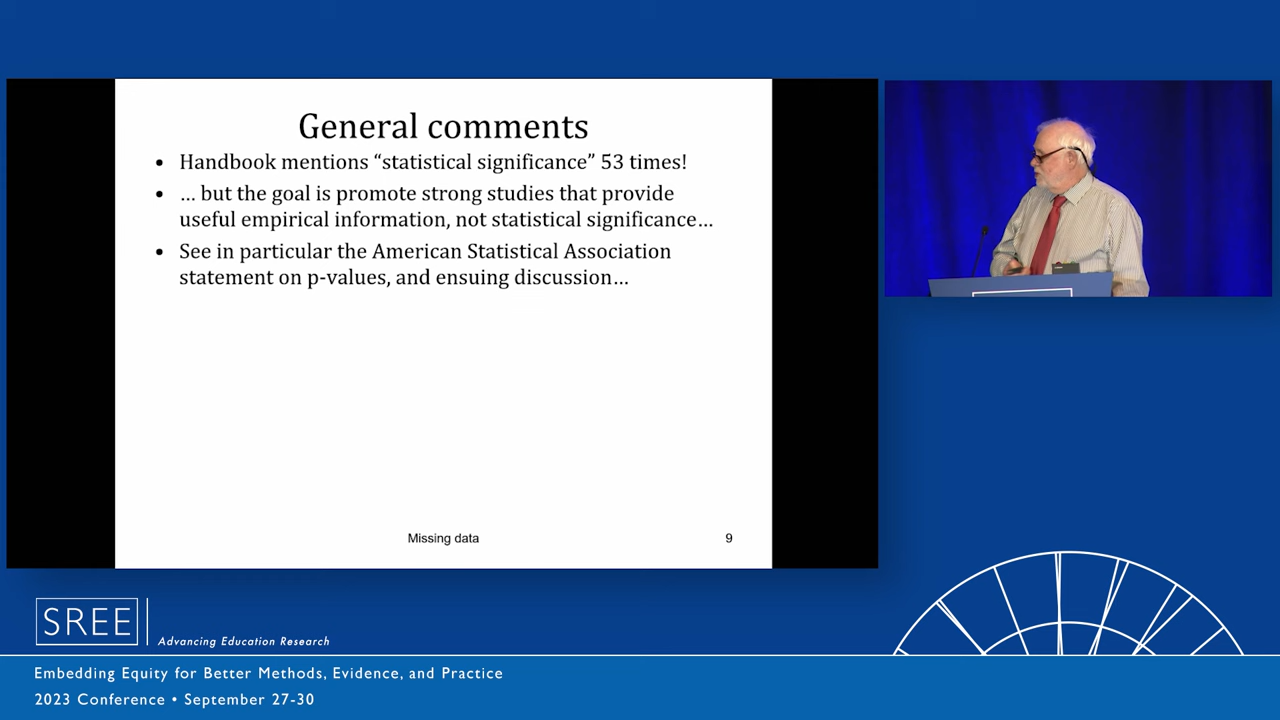 General comments
• Handbook mentions “statistical significance” 53 times!
• … but the goal is promote strong studies that provide
useful empirical information, not statistical significance…
• See in particular the American Statistical Association
statement on p-values, and ensuing discussion…
Missing data
9
SREE
Advancing Education Research
Embedding Equity for Better Methods, Evidence, and Practice
2023 Conference • September 27-30